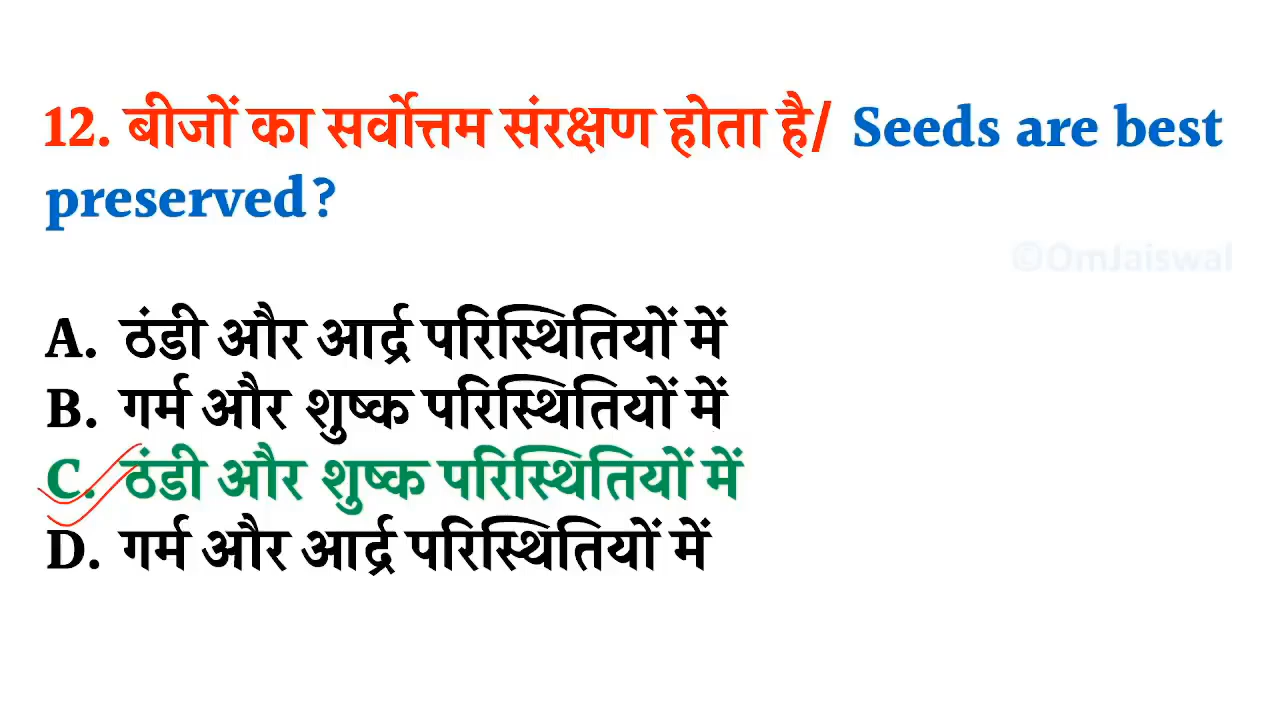 12. बीजों का सर्वोत्तम संरक्षण होता है/ Seeds are best
preserved?
©OmJaiswal
A. ठंडी और आर्द्र परिस्थितियों में
B. गर्म और शुष्क परिस्थितियों में
C. ठंडी और शुष्क परिस्थितियों में
D. गर्म और आर्द्र परिस्थितियों में